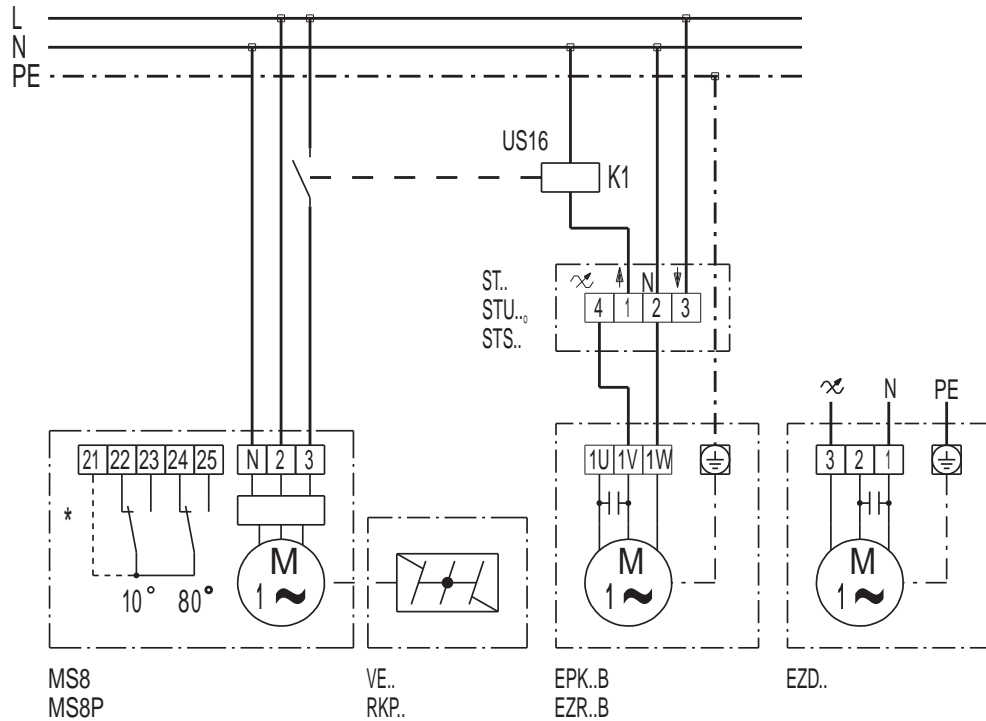 L
N
PE
US16
K1
ST..
STU..₀
STS..
N
4 1 2 3
N PE
21 22 23 24 25 N 2 3
1U 1V 1W
3 2 1
*
M
1 ~
M
1 ~
M
1 ~
10° 80°
MS8
MS8P
VE..
RKP..
EPK..B
EZR..B
EZD..